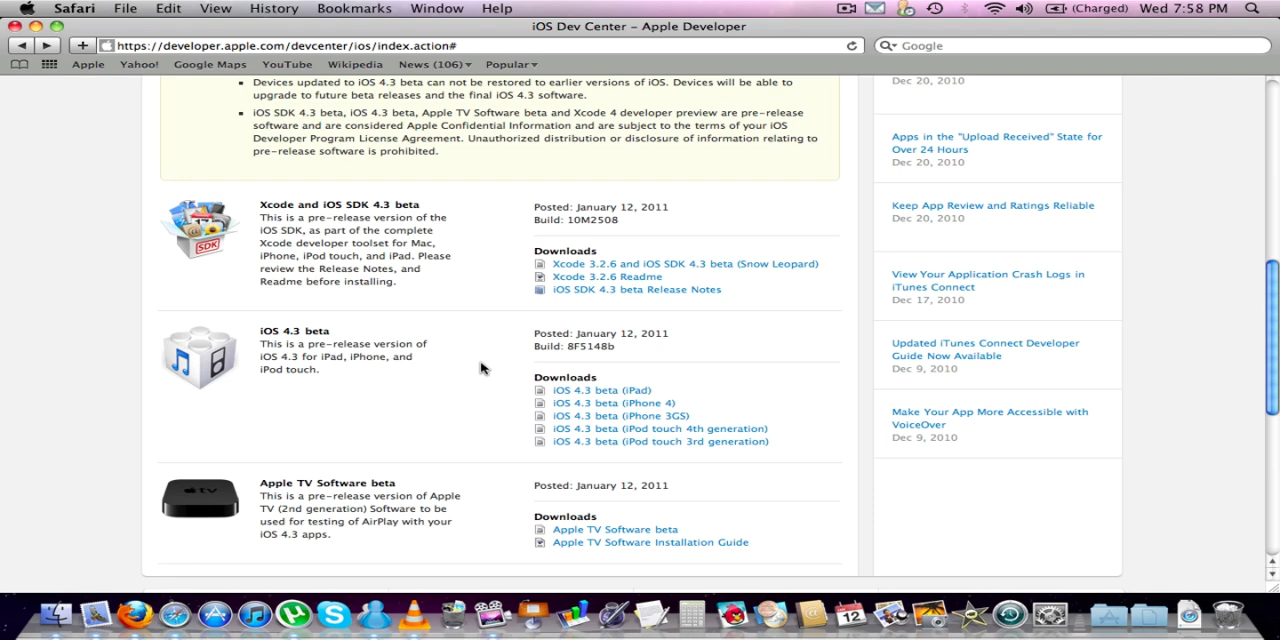 Safari File Edit View History Bookmarks Window Help (Charged) Wed 7:58 PM
iOS Dev Center – Apple Developer
https://developer.apple.com/devcenter/ios/index.action#
Google
Apple Yahoo! Google Maps YouTube Wikipedia News (106) Popular
Devices updated to iOS 4.3 beta can not be restored to earlier versions of iOS. Devices will be able to
upgrade to future beta releases and the final iOS 4.3 software.
iOS SDK 4.3 beta, iOS 4.3 beta, Apple TV Software beta and Xcode 4 developer preview are pre-release
software and are considered Apple Confidential Information and are subject to the terms of your iOS
Developer Program License Agreement. Unauthorized distribution or disclosure of information relating to
pre-release software is prohibited.
SDK
Xcode and iOS SDK 4.3 beta
This is a pre-release version of the
iOS SDK, as part of the complete
Xcode developer toolset for Mac,
iPhone, iPod touch, and iPad. Please
review the Release Notes, and
Readme before installing.
Posted: January 12, 2011
Build: 10M2508
Downloads
Xcode 3.2.6 and iOS SDK 4.3 beta (Snow Leopard)
Xcode 3.2.6 Readme
iOS SDK 4.3 beta Release Notes
iOS 4.3 beta
This is a pre-release version of
iOS 4.3 for iPad, iPhone, and
iPod touch.
Posted: January 12, 2011
Build: 8F5148b
Downloads
iOS 4.3 beta (iPad)
iOS 4.3 beta (iPhone 4)
iOS 4.3 beta (iPhone 3GS)
iOS 4.3 beta (iPod touch 4th generation)
iOS 4.3 beta (iPod touch 3rd generation)
tv
Apple TV Software beta
This is a pre-release version of Apple
TV (2nd generation) Software to be
used for testing of AirPlay with your
iOS 4.3 apps.
Posted: January 12, 2011
Downloads
Apple TV Software beta
Apple TV Software Installation Guide
Dec 20, 2010
Apps in the "Upload Received" State for
Over 24 Hours
Dec 20, 2010
Keep App Review and Ratings Reliable
Dec 20, 2010
View Your Application Crash Logs in
iTunes Connect
Dec 17, 2010
Updated iTunes Connect Developer
Guide Now Available
Dec 9, 2010
Make Your App More Accessible with
VoiceOver
Dec 9, 2010
12